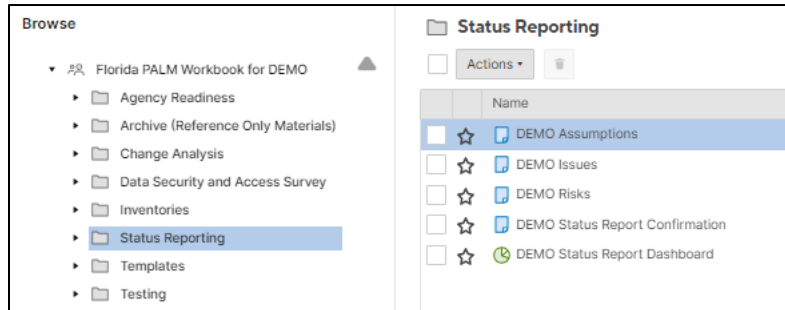 Browse
Florida PALM Workbook for DEMO
Agency Readiness
Archive (Reference Only Materials)
Change Analysis
Data Security and Access Survey
Inventories
Status Reporting
Templates
Testing
Status Reporting
Actions
Name
DEMO Assumptions
DEMO Issues
DEMO Risks
DEMO Status Report Confirmation
DEMO Status Report Dashboard